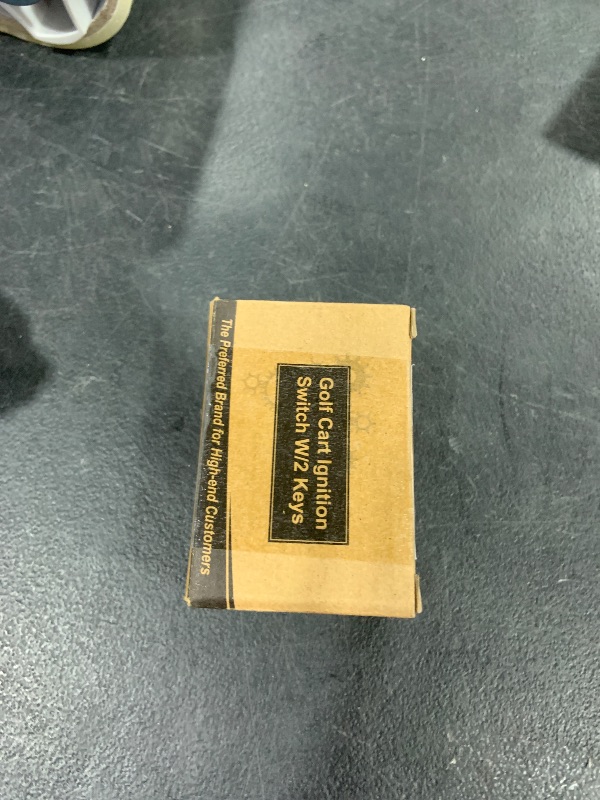 Golf Cart Ignition
Switch W/2 Keys
The Preferred Brand for High-end Customers